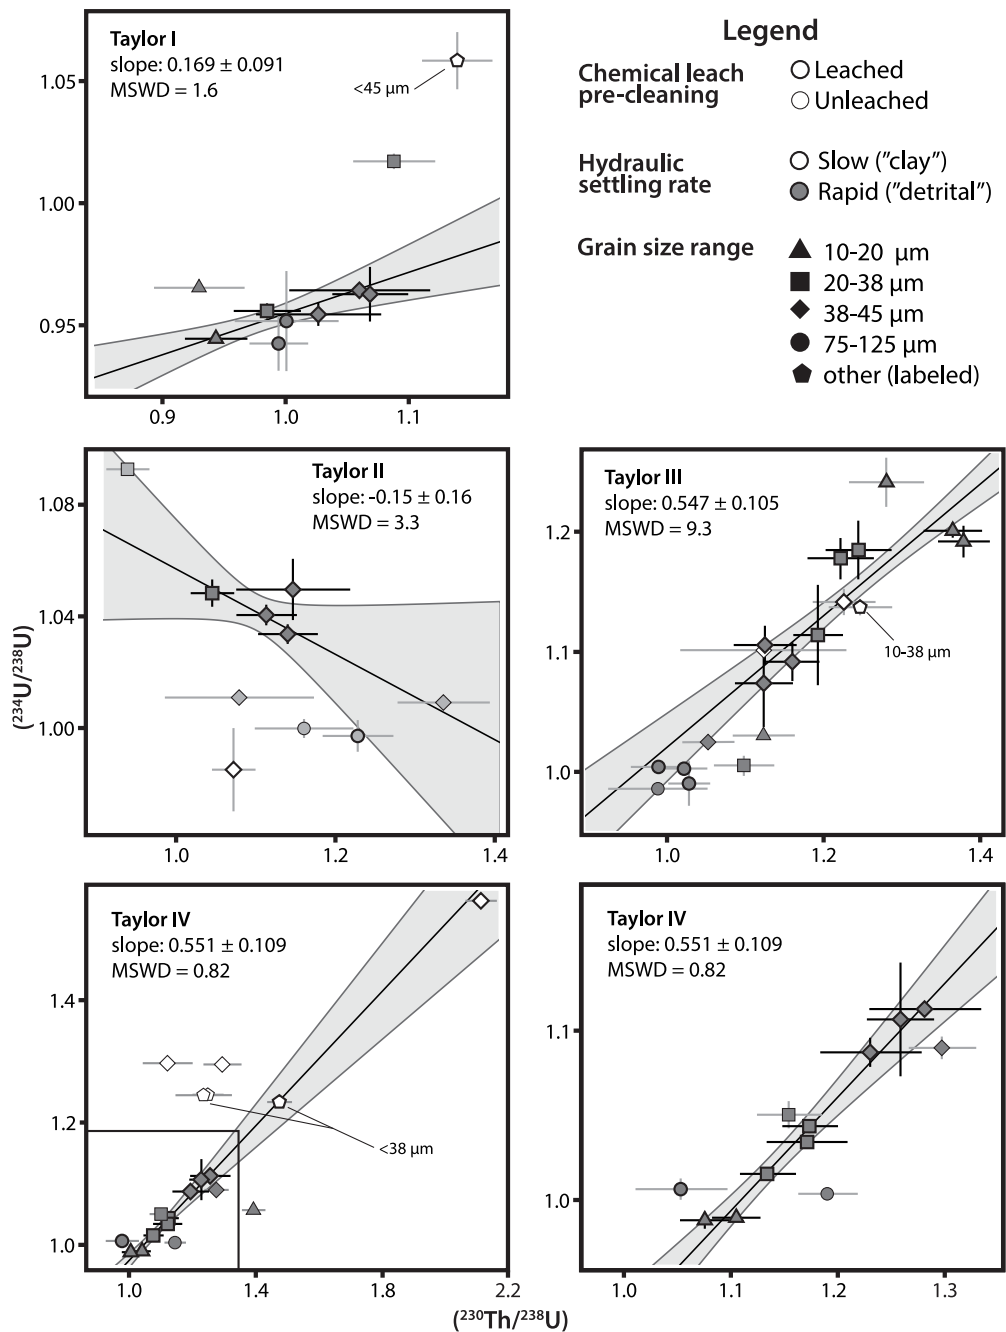 Taylor I
slope: 0.169 ± 0.091
MSWD = 1.6
<45 µm
1.05
1.00
0.95
0.9 1.0 1.1
Legend
Chemical leach
pre-cleaning
Leached
Unleached
Hydraulic
settling rate
Slow ("clay")
Rapid ("detrital")
Grain size range
10-20 µm
20-38 µm
38-45 µm
75-125 µm
other (labeled)
Taylor II
slope: -0.15 ± 0.16
MSWD = 3.3
1.08
1.04
1.00
1.0 1.2 1.4
Taylor III
slope: 0.547 ± 0.105
MSWD = 9.3
10-38 µm
1.2
1.1
1.0
1.0 1.2 1.4
(²³⁴U/²³⁸U)
Taylor IV
slope: 0.551 ± 0.109
MSWD = 0.82
<38 µm
1.4
1.2
1.0
1.0 1.4 1.8 2.2
Taylor IV
slope: 0.551 ± 0.109
MSWD = 0.82
1.1
1.0
1.0 1.1 1.2 1.3
(²³⁰Th/²³⁸U)